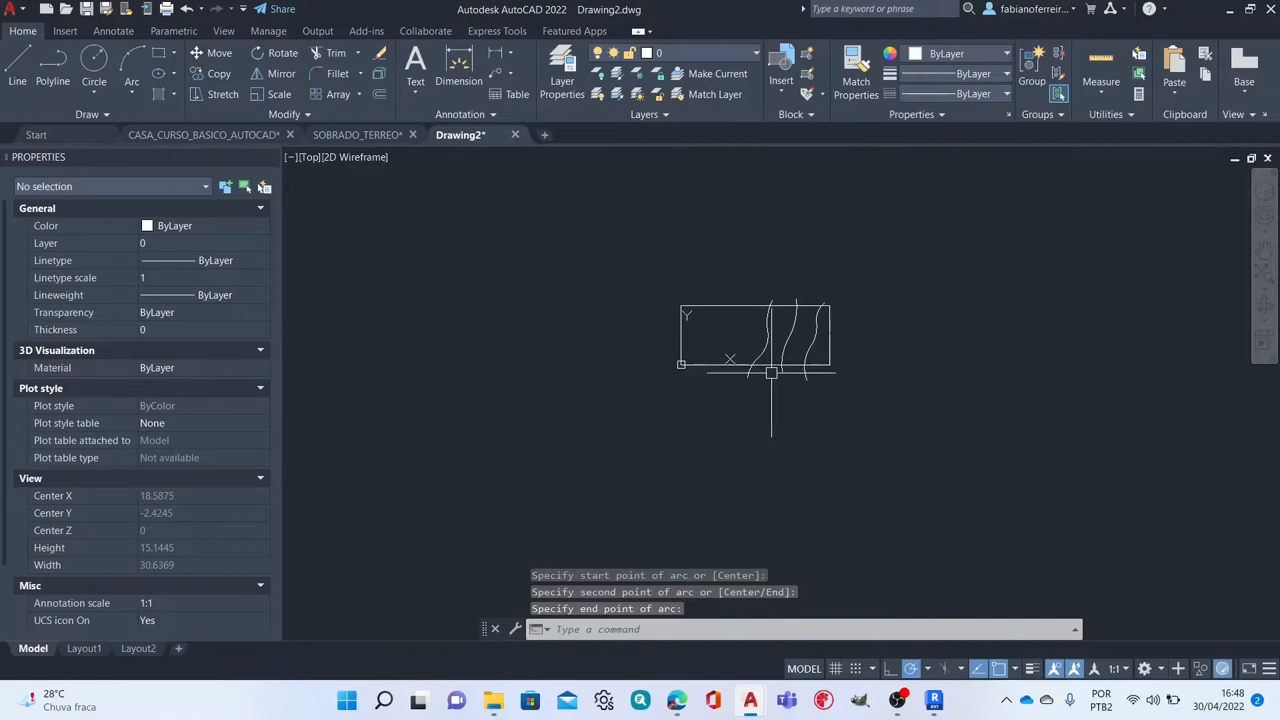 Share
Autodesk AutoCAD 2022 Drawing2.dwg
Type a keyword or phrase
fabianoferreir...
Home Insert Annotate Parametric View Manage Output Add-ins Collaborate Express Tools Featured Apps
Line Polyline Circle Arc
Move Rotate Trim
Copy Mirror Fillet
Stretch Scale Array
Text Dimension Table
Layer Properties
0
Make Current
Match Layer
Insert
Match Properties
ByLayer
ByLayer
ByLayer
Group Measure Paste Base
Draw Modify Annotation Layers Block Properties Groups Utilities Clipboard View
Start CASA_CURSO_BASICO_AUTOCAD* SOBRADO_TERREO* Drawing2*
PROPERTIES
[−][Top][2D Wireframe]
No selection
General
Color ByLayer
Layer 0
Linetype ByLayer
Linetype scale 1
Lineweight ByLayer
Transparency ByLayer
Thickness 0
3D Visualization
Material ByLayer
Plot style
Plot style ByColor
Plot style table None
Plot table attached to Model
Plot table type Not available
View
Center X 18.5875
Center Y -2.4245
Center Z 0
Height 15.1445
Width 30.6369
Misc
Annotation scale 1:1
UCS icon On Yes
Y
X
Specify start point of arc or [Center]:
Specify second point of arc or [Center/End]:
Specify end point of arc:
Type a command
Model Layout1 Layout2
MODEL 1:1
28°C
Chuva fraca
POR
PTB2
16:48
30/04/2022
2